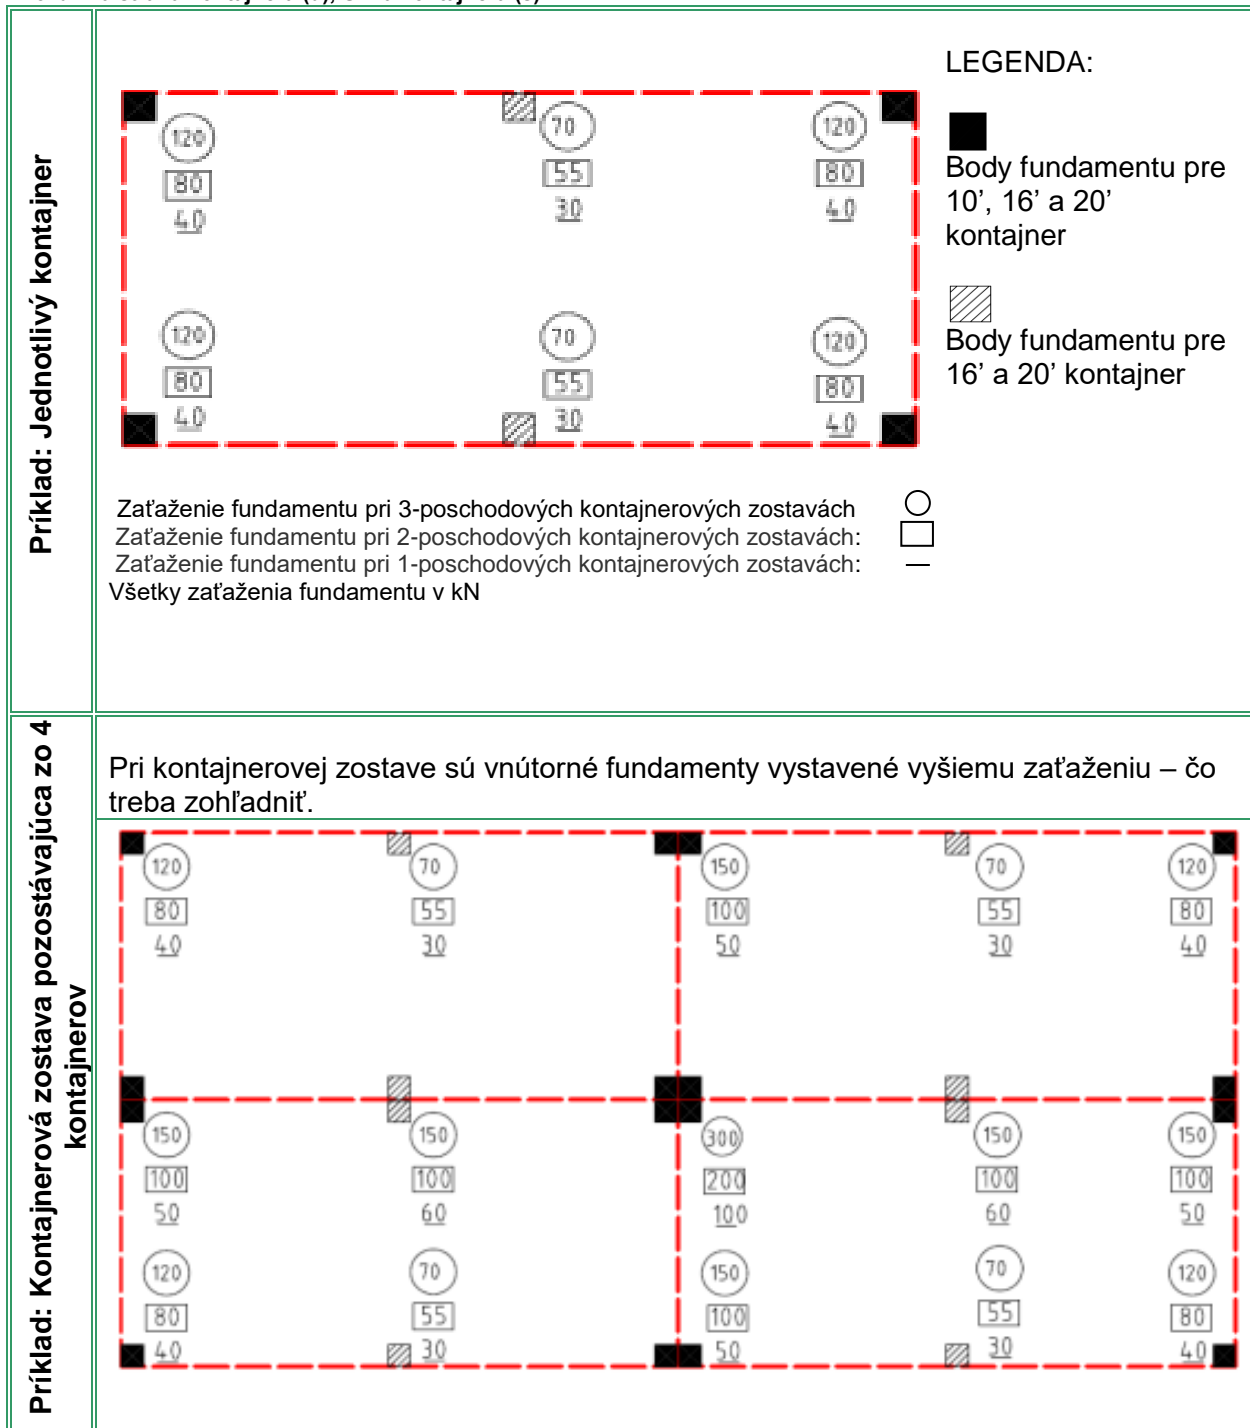 Príklad: Jednotlivý kontajner
LEGENDA:
Body fundamentu pre
10’, 16’ a 20’
kontajner
Body fundamentu pre
16’ a 20’ kontajner
120 70 120
80 55 80
40 30 40
120 70 120
80 55 80
40 30 40
Zaťaženie fundamentu pri 3-poschodových kontajnerových zostavách
Zaťaženie fundamentu pri 2-poschodových kontajnerových zostavách:
Zaťaženie fundamentu pri 1-poschodových kontajnerových zostavách:
Všetky zaťaženia fundamentu v kN
Príklad: Kontajnerová zostava pozostávajúca zo 4
kontajnerov
Pri kontajnerovej zostave sú vnútorné fundamenty vystavené vyšiemu zaťaženiu – čo
treba zohľadniť.
120 70 150 70 120
80 55 100 55 80
40 30 50 30 40
150 150 300 150 150
100 100 200 100 100
50 60 100 60 50
120 70 150 70 120
80 55 100 55 80
40 30 50 30 40